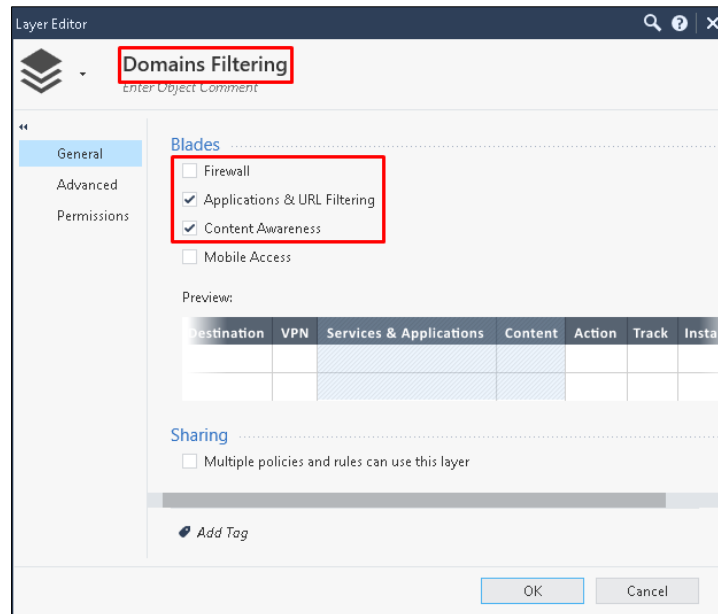 Layer Editor
Domains Filtering
Enter Object Comment
General
Advanced
Permissions
Blades
Firewall
Applications & URL Filtering
Content Awareness
Mobile Access
Preview:
Destination VPN Services & Applications Content Action Track Insta
Sharing
Multiple policies and rules can use this layer
Add Tag
OK Cancel